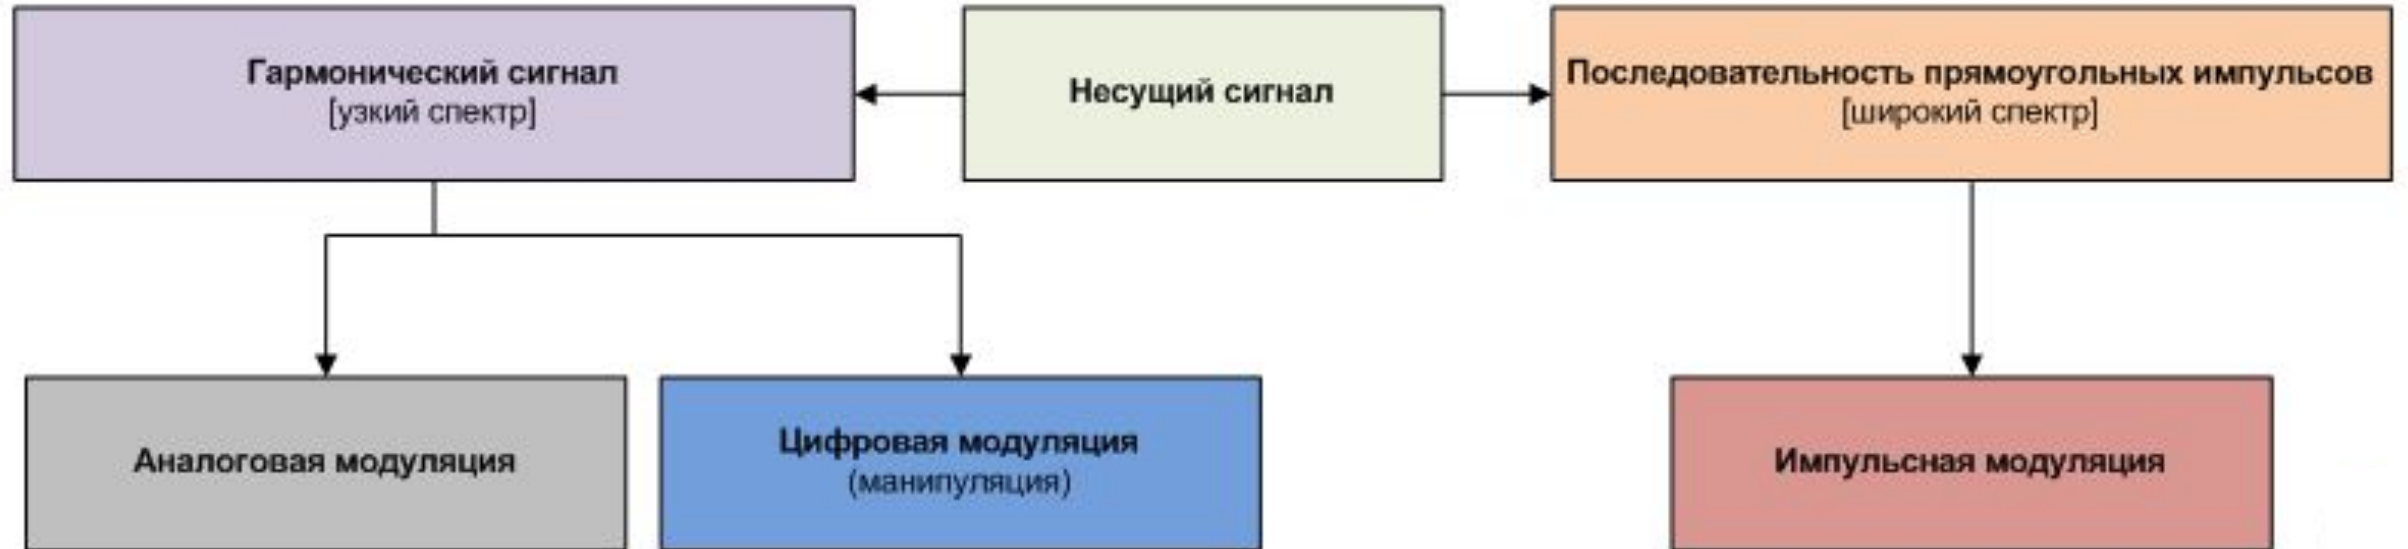 Гармонический сигнал
[узкий спектр]
Несущий сигнал
Последовательность прямоугольных импульсов
[широкий спектр]
Аналоговая модуляция
Цифровая модуляция
(манипуляция)
Импульсная модуляция